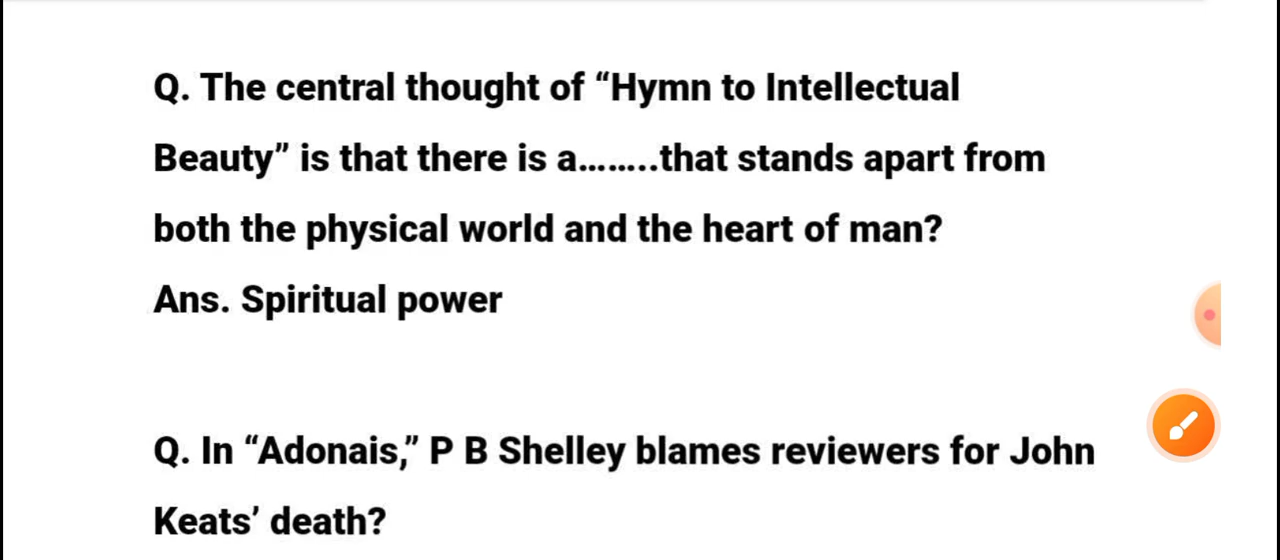 Q. The central thought of “Hymn to Intellectual
Beauty” is that there is a........that stands apart from
both the physical world and the heart of man?
Ans. Spiritual power
Q. In “Adonais,” P B Shelley blames reviewers for John
Keats’ death?